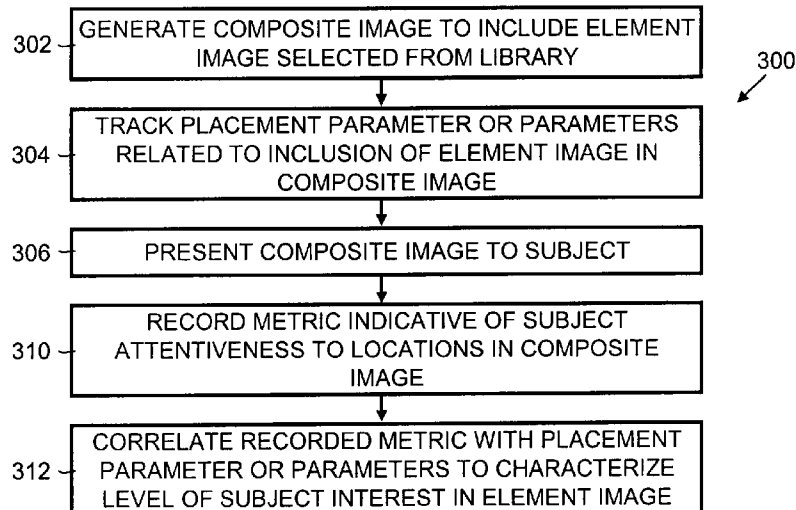 302
GENERATE COMPOSITE IMAGE TO INCLUDE ELEMENT
IMAGE SELECTED FROM LIBRARY
300
304
TRACK PLACEMENT PARAMETER OR PARAMETERS
RELATED TO INCLUSION OF ELEMENT IMAGE IN
COMPOSITE IMAGE
306
PRESENT COMPOSITE IMAGE TO SUBJECT
310
RECORD METRIC INDICATIVE OF SUBJECT
ATTENTIVENESS TO LOCATIONS IN COMPOSITE
IMAGE
312
CORRELATE RECORDED METRIC WITH PLACEMENT
PARAMETER OR PARAMETERS TO CHARACTERIZE
LEVEL OF SUBJECT INTEREST IN ELEMENT IMAGE